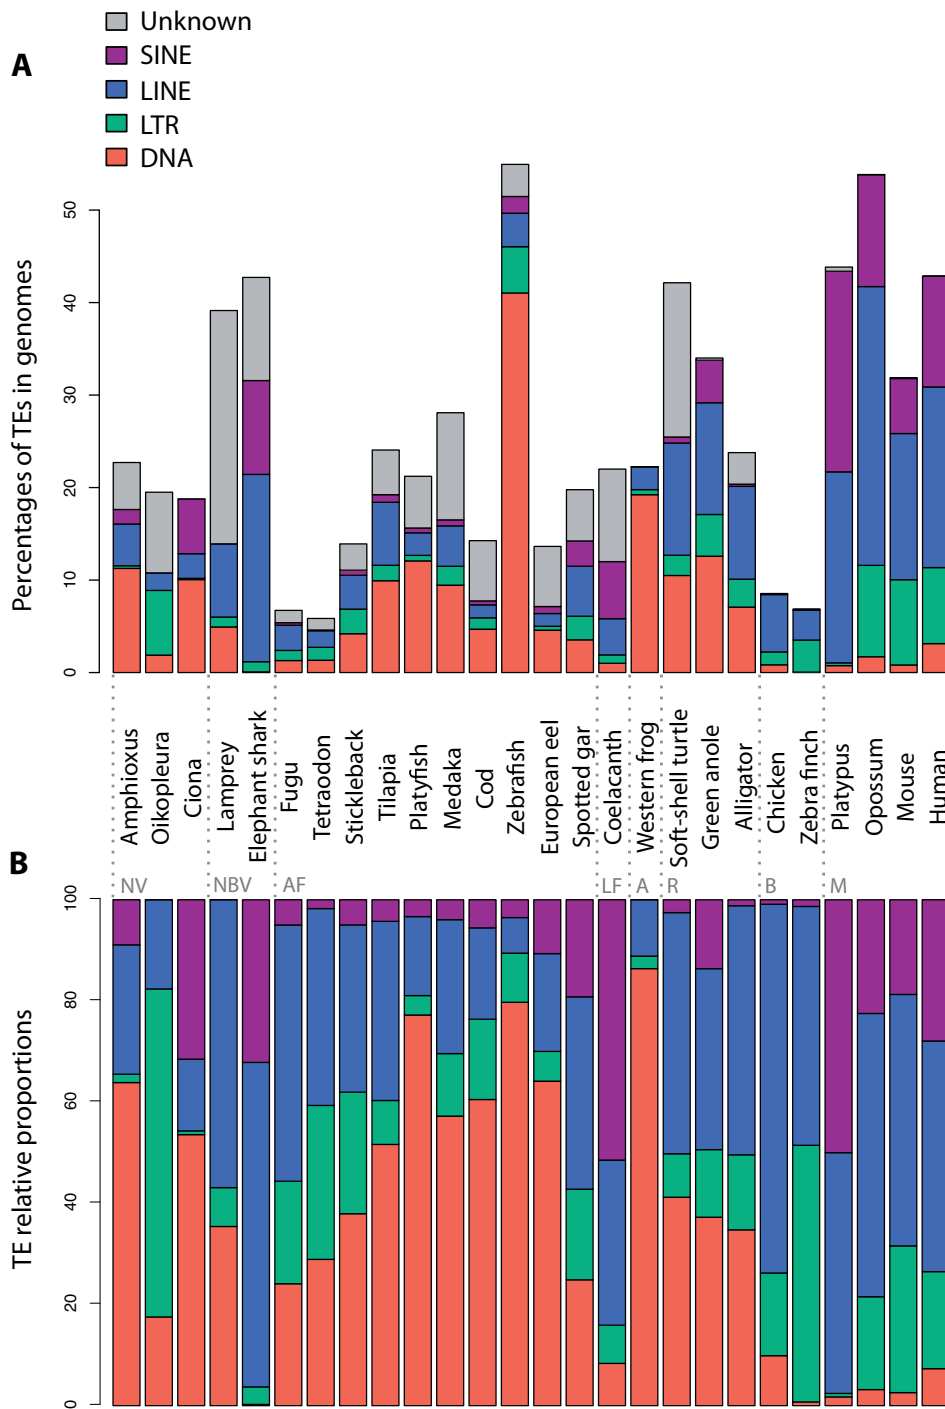 Unknown
A
SINE
LINE
LTR
DNA
Percentages of TEs in genomes
50
40
30
20
10
0
Amphioxus
Oikopleura
Ciona
Lamprey
Elephant shark
Fugu
Tetraodon
Stickleback
Tilapia
Platyfish
Medaka
Cod
Zebrafish
European eel
Spotted gar
Coelacanth
Western frog
Soft-shell turtle
Green anole
Alligator
Chicken
Zebra finch
Platypus
Opossum
Mouse
Human
B
NV
NBV
AF
LF
A
R
B
M
TE relative proportions
100
80
60
40
20
0